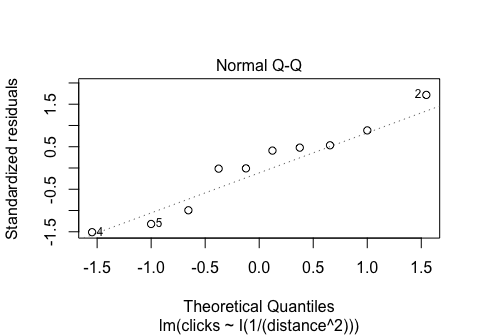 Normal Q-Q
Standardized residuals
1.5
0.5
-0.5
-1.5
2
4
5
-1.5 -1.0 -0.5 0.0 0.5 1.0 1.5
Theoretical Quantiles
lm(clicks ~ I(1/(distance^2)))